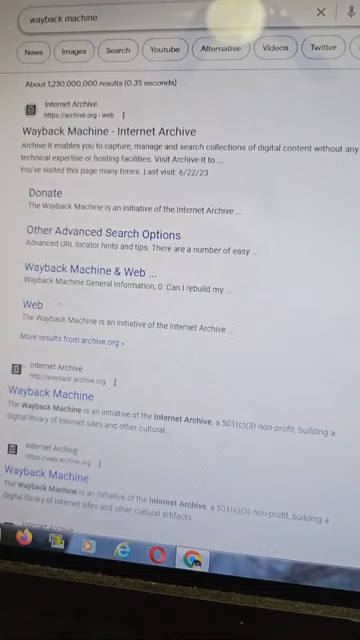 wayback machine
News Images Search Youtube Alternative Videos Twitter
About 1,230,000,000 results (0.35 seconds)
Internet Archive
https://archive.org › web
Wayback Machine - Internet Archive
Archive-It enables you to capture, manage and search collections of digital content without any
technical expertise or hosting facilities. Visit Archive-It to ...
You've visited this page many times. Last visit: 6/22/23
Donate
The Wayback Machine is an initiative of the Internet Archive ...
Other Advanced Search Options
Advanced URL locator hints and tips. There are a number of easy ...
Wayback Machine & Web ...
Wayback Machine General Information, 0. Can I rebuild my ...
Web
The Wayback Machine is an initiative of the Internet Archive ...
More results from archive.org »
Internet Archive
http://wayback.archive.org
Wayback Machine
The Wayback Machine is an initiative of the Internet Archive, a 501(c)(3) non-profit, building a
digital library of Internet sites and other cultural ...
Internet Archive
https://web.archive.org
Wayback Machine
The Wayback Machine is an initiative of the Internet Archive, a 501(c)(3) non-profit, building a
digital library of Internet sites and other cultural artifacts
Internet Archive